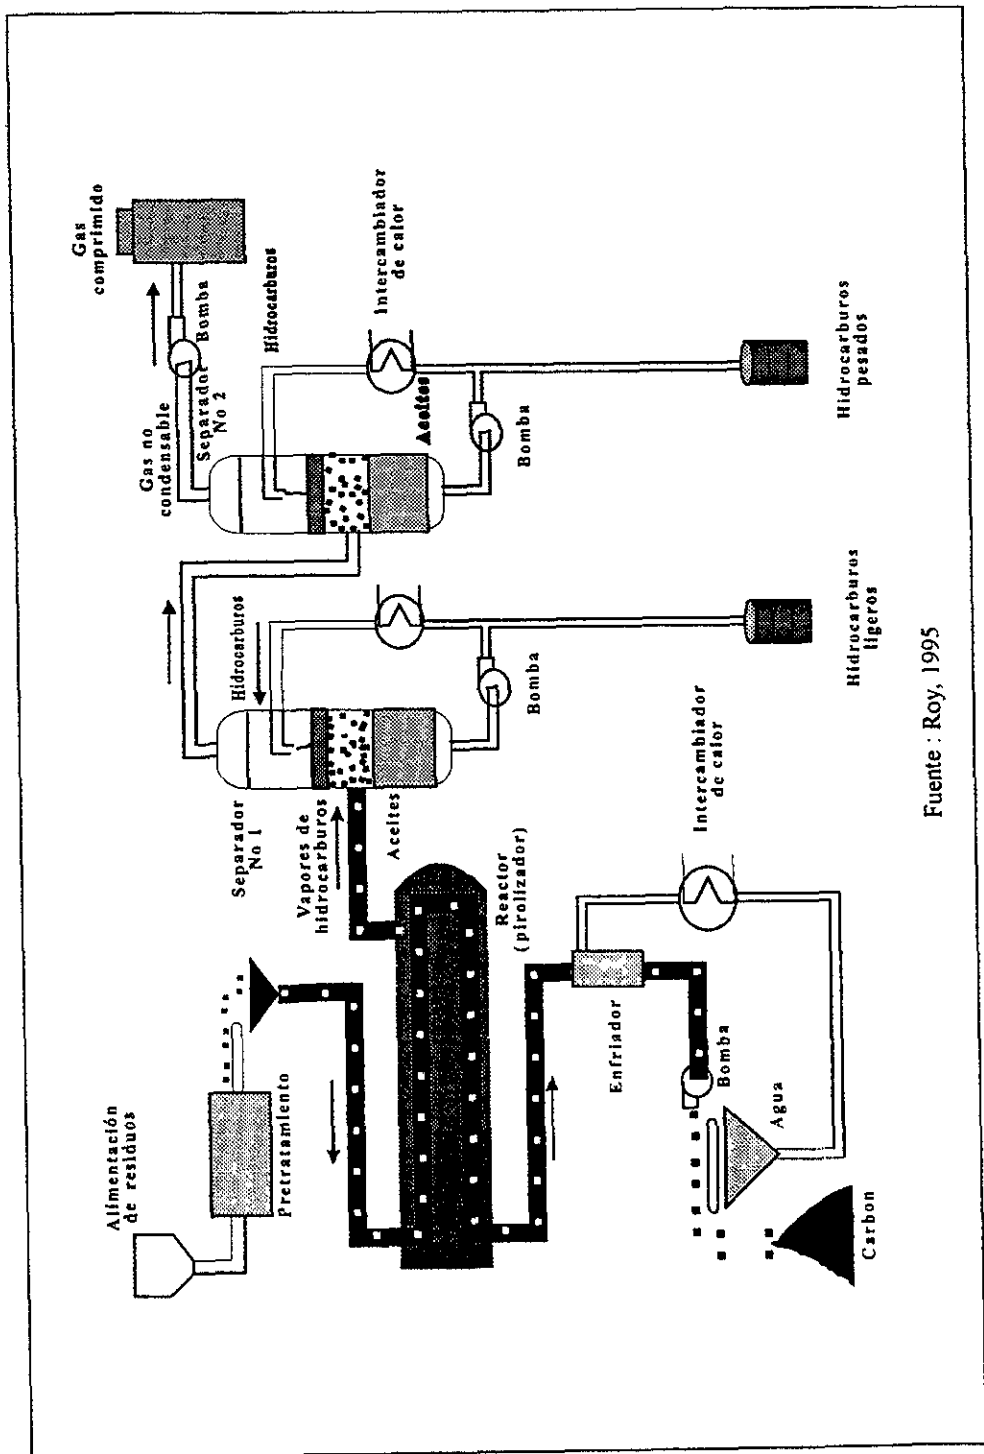 Alimentación
de residuos
Pretratamiento
Separador
No 1
Vapores de
hidrocarburos
Aceites
Hidrocarburos
Gas no
condensable
Separador
No 2
Bomba
Gas
comprimido
Hidrocarburos
Intercambiador
de calor
Aceites
Bomba
Hidrocarburos
pesados
Bomba
Hidrocarburos
ligeros
Reactor
(pirolizador)
Enfriador
Intercambiador
de calor
Bomba
Agua
Carbon
Fuente : Roy, 1995